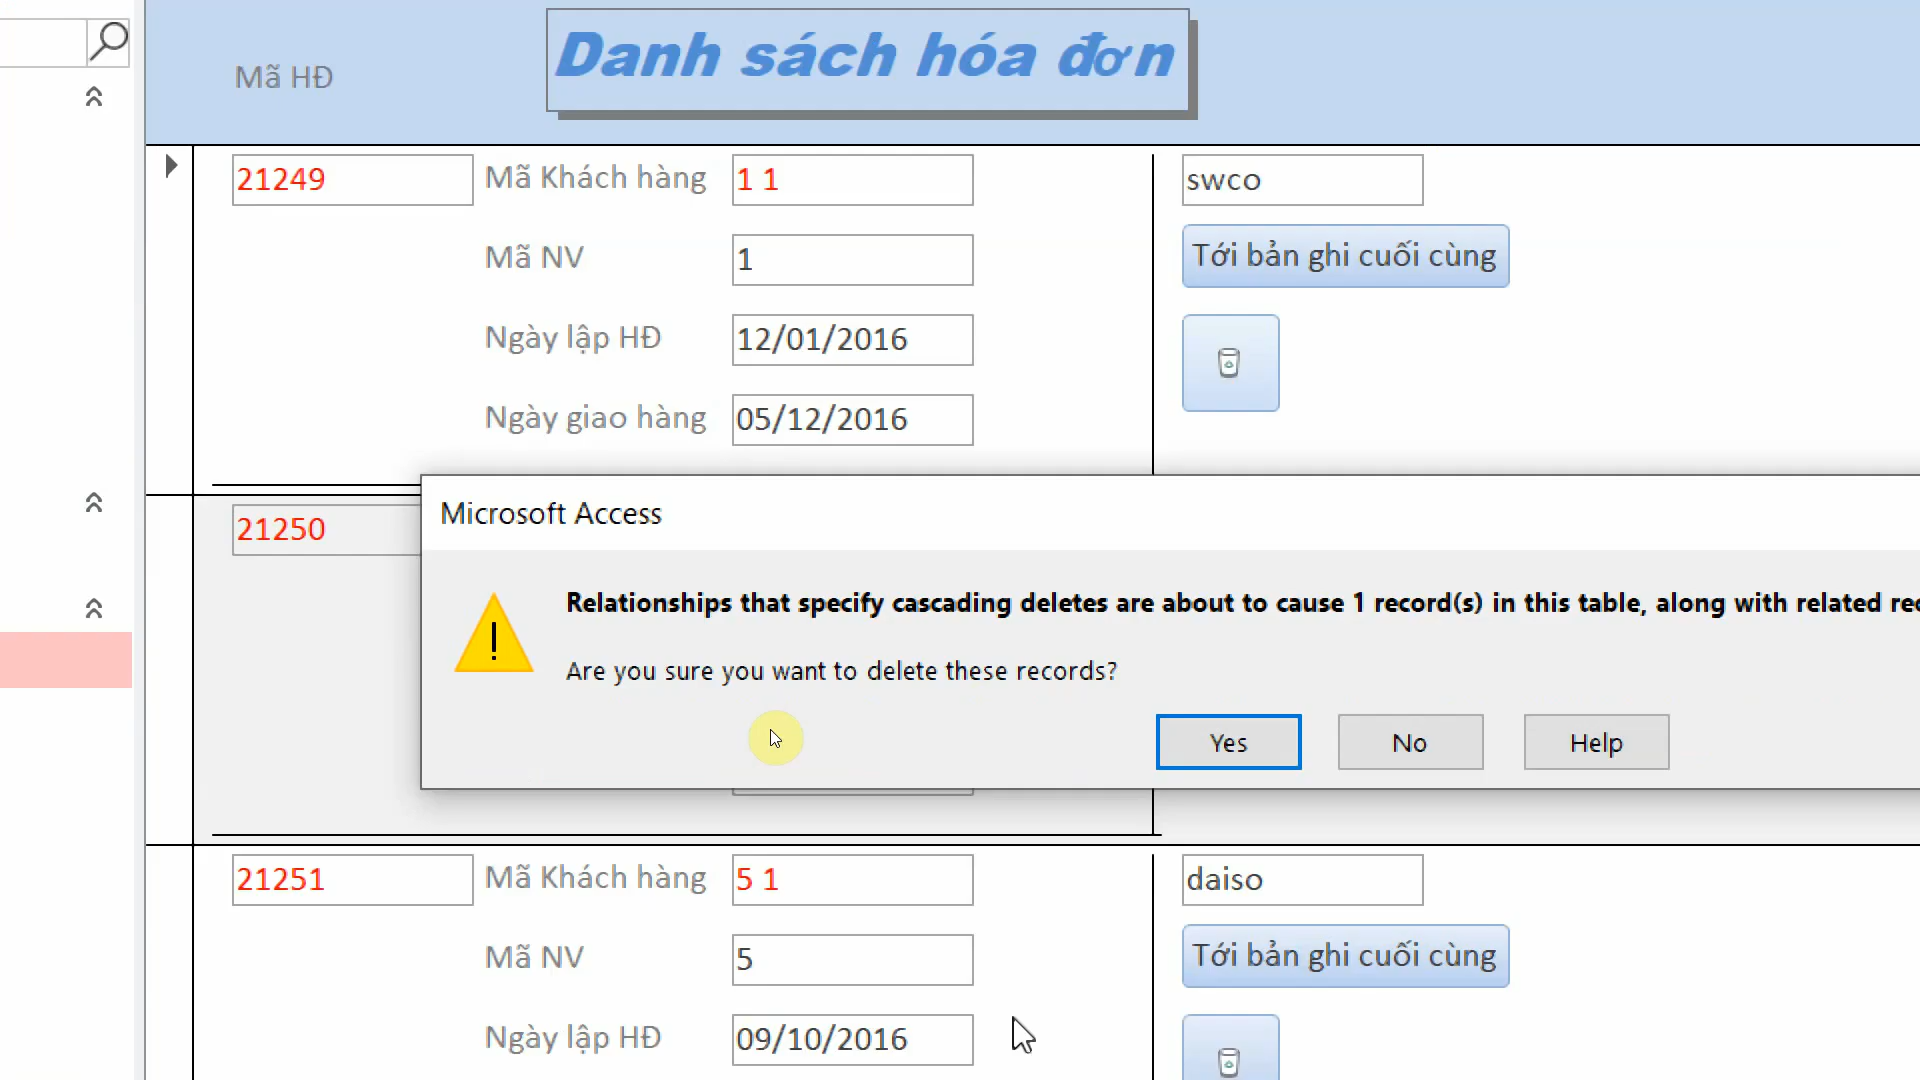 Danh sách hóa đơn
Mã HĐ
21249 Mã Khách hàng 1 1 swco
Mã NV 1 Tới bản ghi cuối cùng
Ngày lập HĐ 12/01/2016
Ngày giao hàng 05/12/2016
21250
Microsoft Access
Relationships that specify cascading deletes are about to cause 1 record(s) in this table, along with related
Are you sure you want to delete these records?
Yes No Help
21251 Mã Khách hàng 5 1 daiso
Mã NV 5 Tới bản ghi cuối cùng
Ngày lập HĐ 09/10/2016